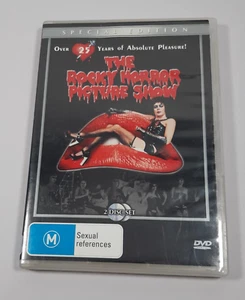 SPECIAL EDITION
OVER 25 YEARS OF ABSOLUTE PLEASURE!
THE
ROCKY HORROR
PICTURE SHOW
2 DISC SET
M
Sexual
references
DVD